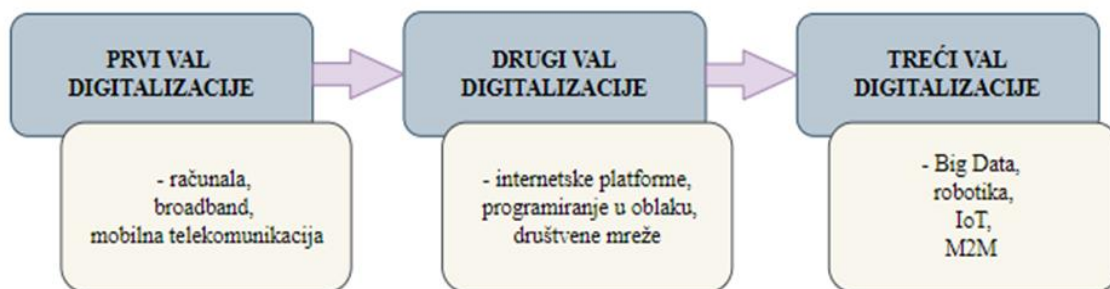 PRVI VAL
DIGITALIZACIJE
- računala,
broadband,
mobilna telekomunikacija
DRUGI VAL
DIGITALIZACIJE
- internetske platforme,
programiranje u oblaku,
društvene mreže
TREĆI VAL
DIGITALIZACIJE
- Big Data,
robotika,
IoT,
M2M